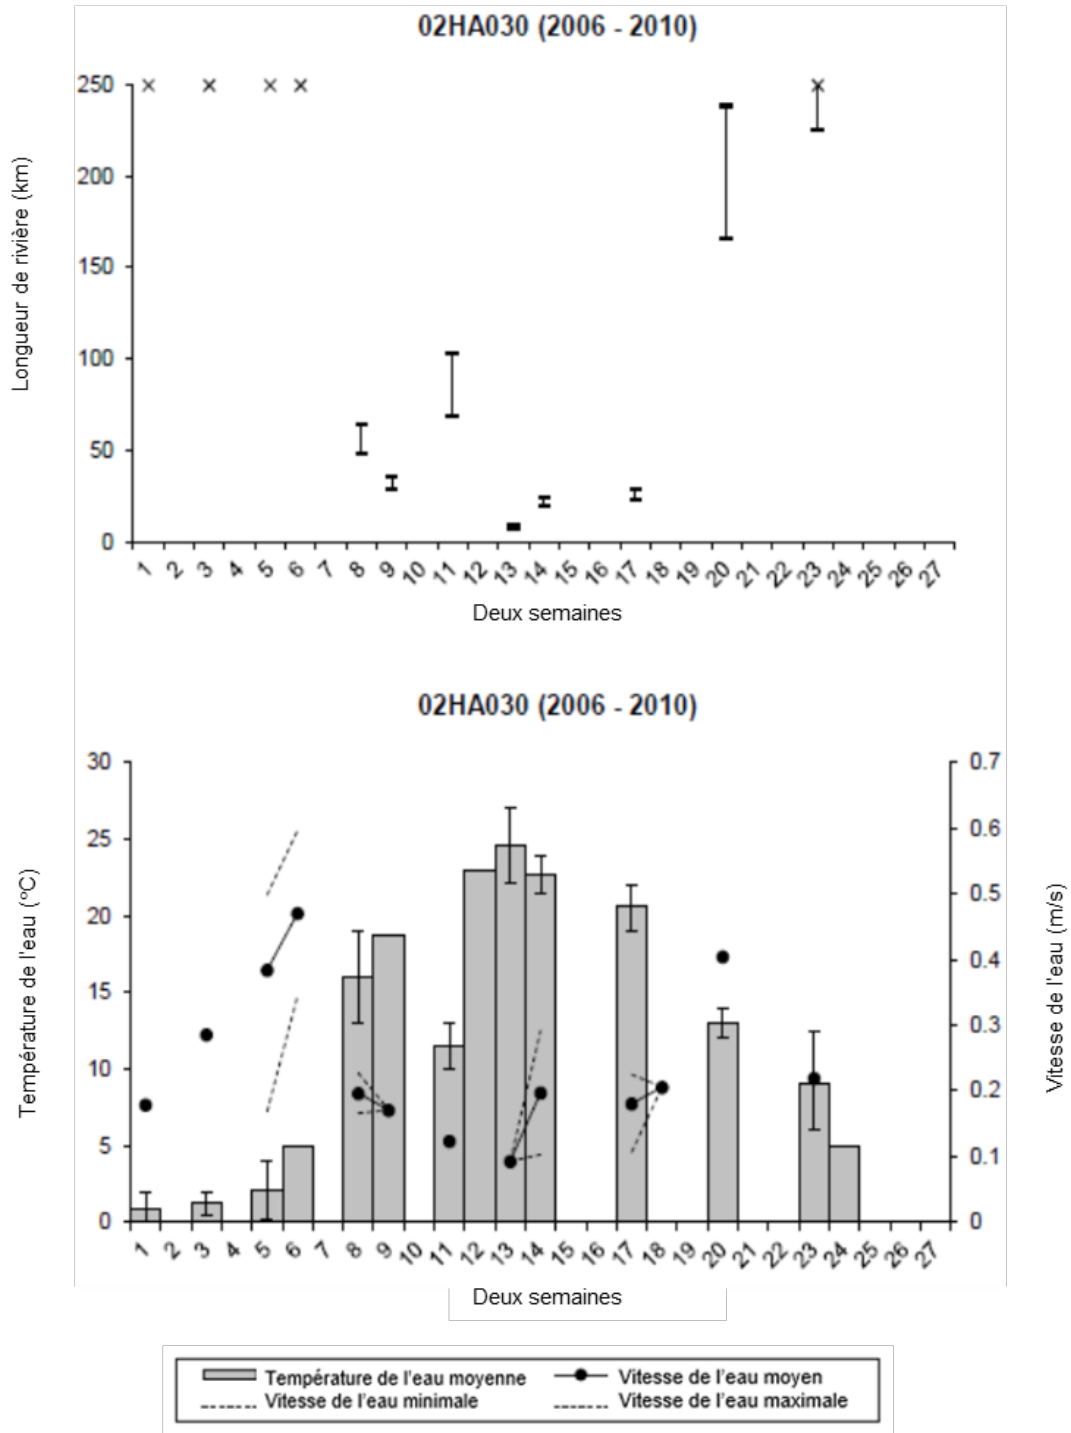 02HA030 (2006 - 2010)
Longueur de rivière (km)
250
200
150
100
50
0
1 2 3 4 5 6 7 8 9 10 11 12 13 14 15 16 17 18 19 20 21 22 23 24 25 26 27
Deux semaines
02HA030 (2006 - 2010)
Température de l'eau (°C)
30
25
20
15
10
5
0
0.7
0.6
0.5
0.4
0.3
0.2
0.1
0
Vitesse de l'eau (m/s)
1 2 3 4 5 6 7 8 9 10 11 12 13 14 15 16 17 18 19 20 21 22 23 24 25 26 27
Deux semaines
Température de l'eau moyenne Vitesse de l'eau moyen
Vitesse de l'eau minimale Vitesse de l'eau maximale